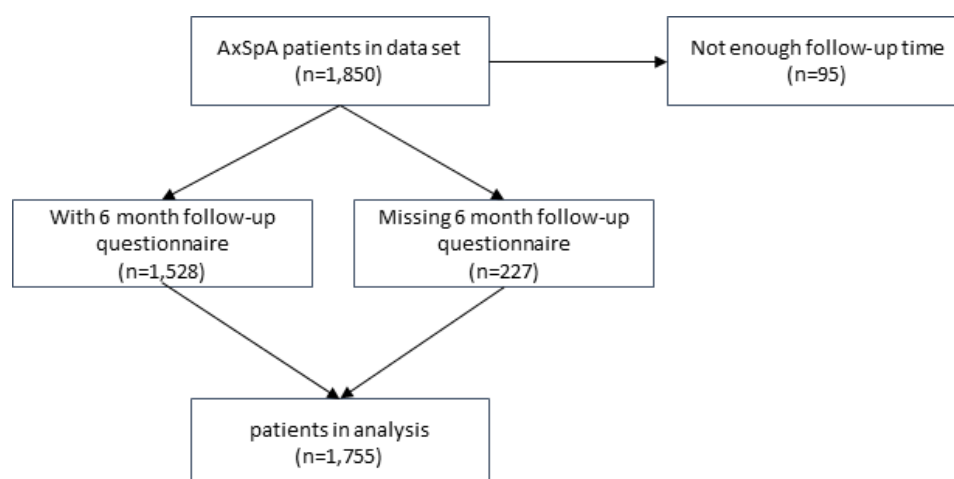 AxSpA patients in data set
(n=1,850)
Not enough follow-up time
(n=95)
With 6 month follow-up
questionnaire
(n=1,528)
Missing 6 month follow-up
questionnaire
(n=227)
patients in analysis
(n=1,755)